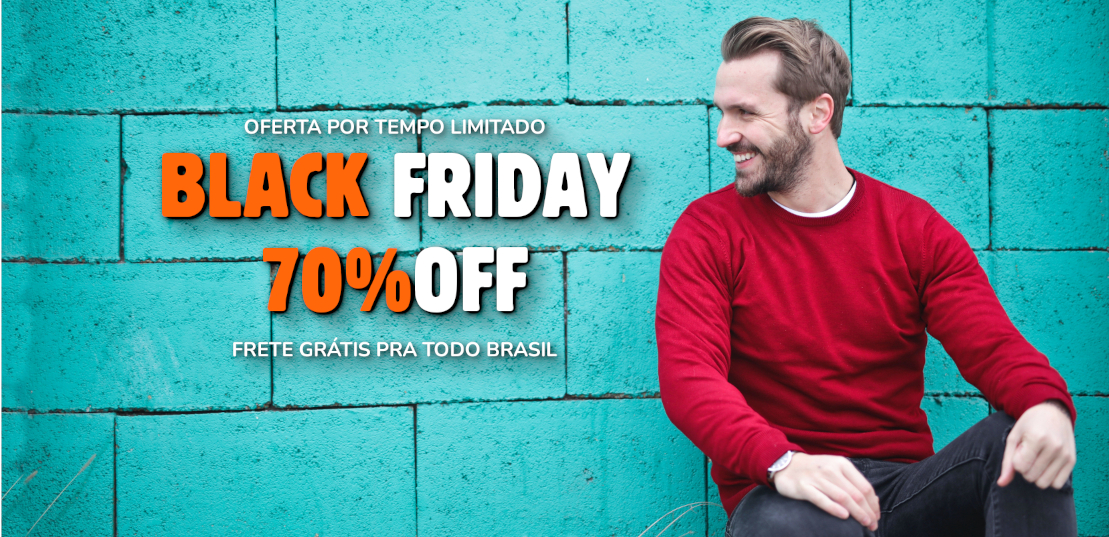 OFERTA POR TEMPO LIMITADO
BLACK FRIDAY
70%OFF
FRETE GRÁTIS PRA TODO BRASIL